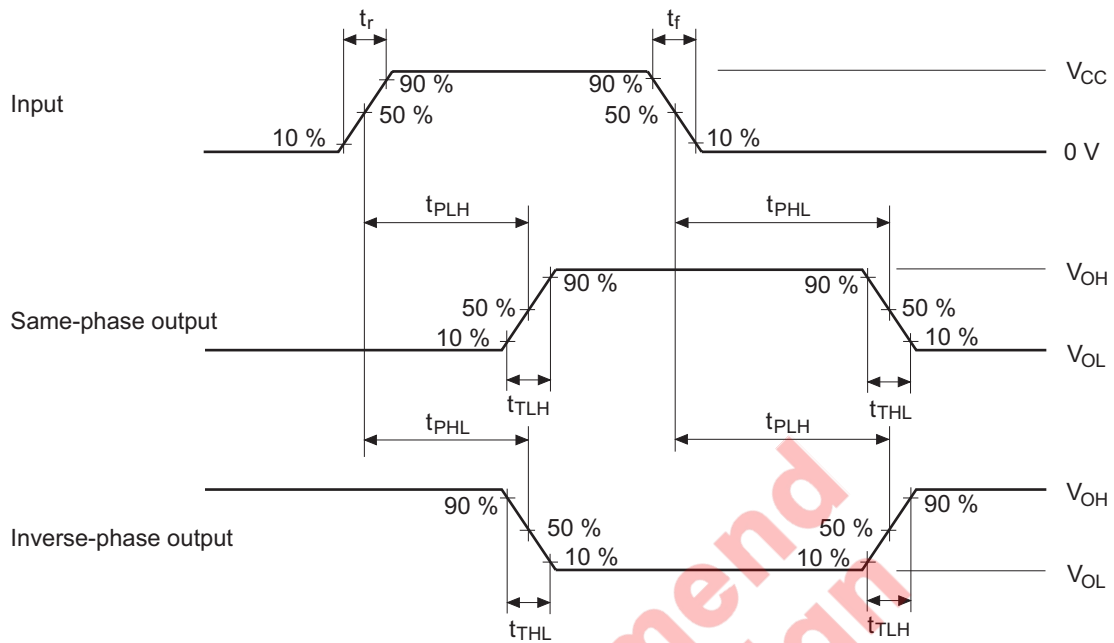 tr tf
90 % 90 % VCC
Input 50 % 50 %
10 % 10 % 0 V
tPLH tPHL
90 % 90 % VOH
50 % 50 %
Same-phase output
10 % 10 % VOL
tTLH tTHL
tPHL tPLH
90 % 90 % VOH
50 % 50 %
Inverse-phase output
10 % 10 % VOL
tTHL tTLH
mend
sign